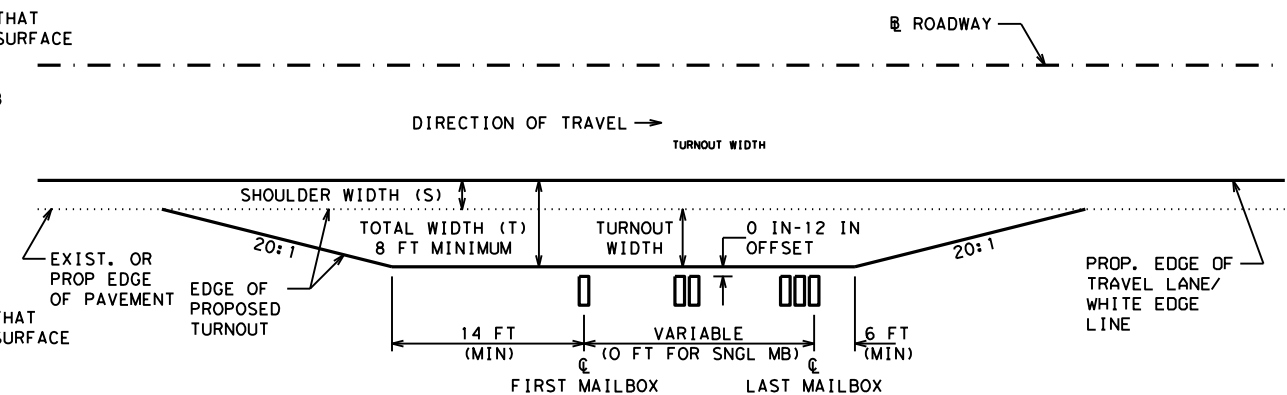 THAT
SURFACE
℄ ROADWAY
3
DIRECTION OF TRAVEL
TURNOUT WIDTH
SHOULDER WIDTH (S)
TOTAL WIDTH (T)
8 FT MINIMUM
TURNOUT
WIDTH
0 IN-12 IN
OFFSET
20:1
20:1
EXIST. OR
PROP EDGE
OF PAVEMENT
EDGE OF
PROPOSED
TURNOUT
PROP. EDGE OF
TRAVEL LANE/
WHITE EDGE
LINE
THAT
SURFACE
14 FT
(MIN)
VARIABLE
(0 FT FOR SNGL MB)
6 FT
(MIN)
℄
FIRST MAILBOX
℄
LAST MAILBOX